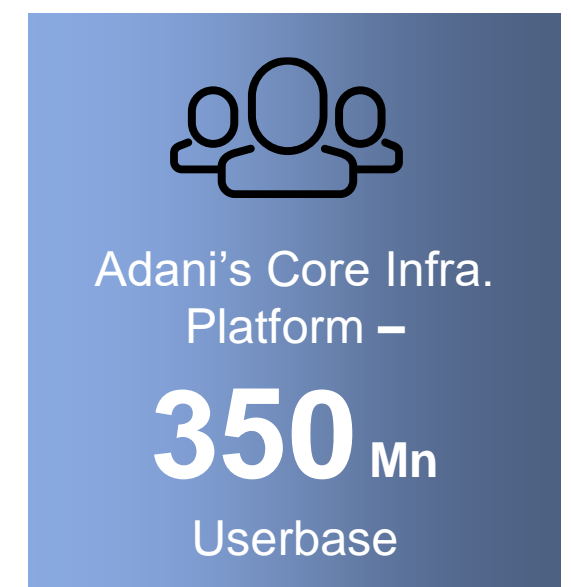 Adani’s Core Infra.
Platform –
350 Mn
Userbase